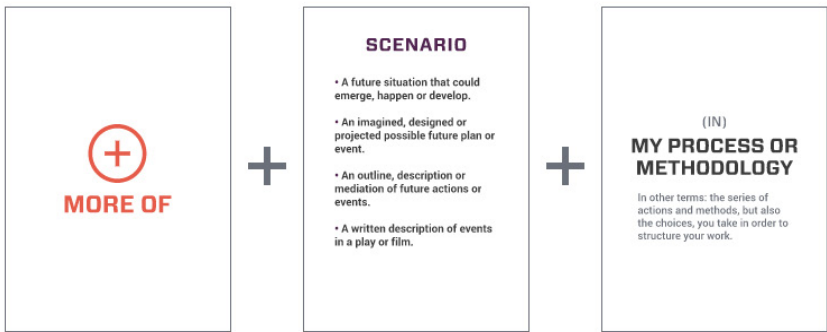 MORE OF
SCENARIO
• A future situation that could
emerge, happen or develop.
• An imagined, designed or
projected possible future plan or
event.
• An outline, description or
mediation of future actions or
events.
• A written description of events
in a play or film.
(IN)
MY PROCESS OR
METHODOLOGY
In other terms: the series of
actions and methods, but also
the choices, you take in order to
structure your work.